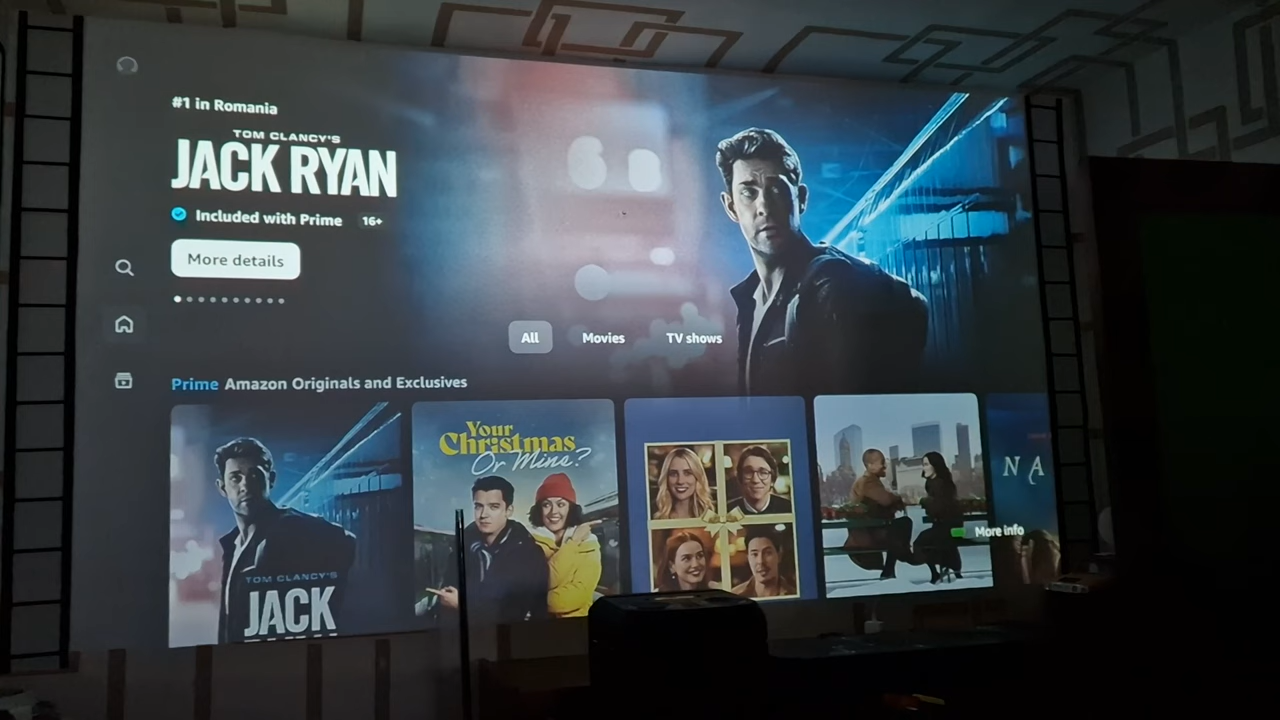 #1 in Romania
TOM CLANCY'S
JACK RYAN
Included with Prime 16+
More details
All Movies TV shows
Prime Amazon Originals and Exclusives
Your
Christmas
Or Mine?
TOM CLANCY'S
JACK
N A
More info